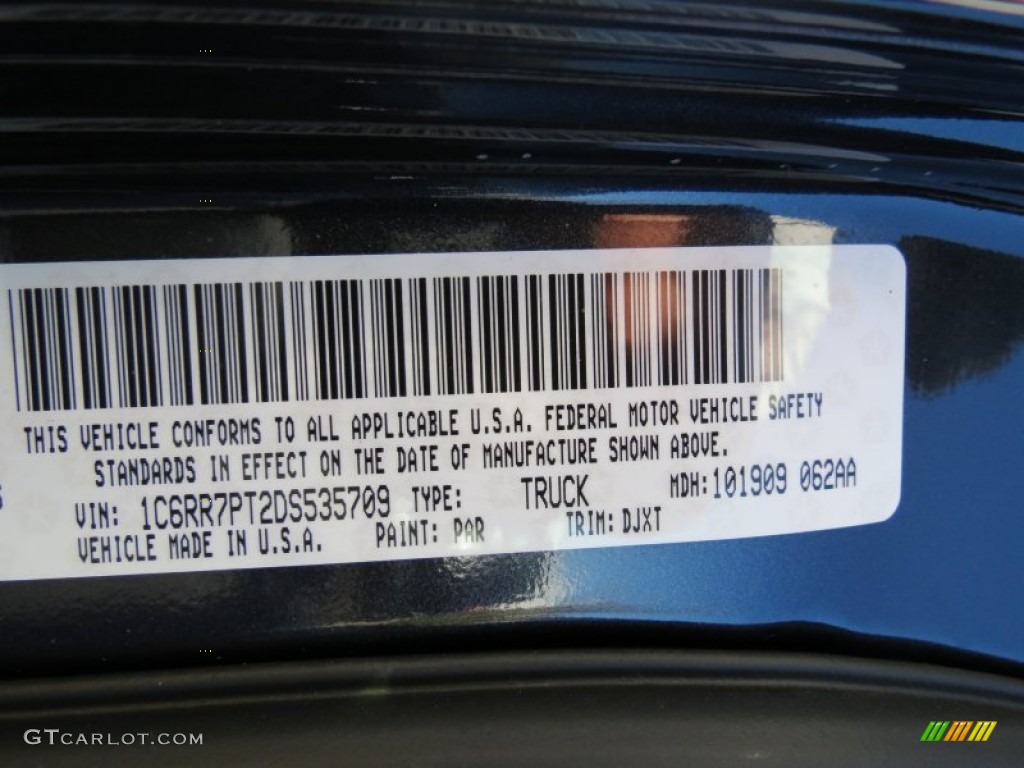 THIS VEHICLE CONFORMS TO ALL APPLICABLE U.S.A. FEDERAL MOTOR VEHICLE SAFETY
STANDARDS IN EFFECT ON THE DATE OF MANUFACTURE SHOWN ABOVE.
VIN: 1C6RR7PT2DS535709 TYPE: TRUCK MDH:101909 062AA
VEHICLE MADE IN U.S.A. PAINT: PAR TRIM: DJXT
GTCARLOT.COM